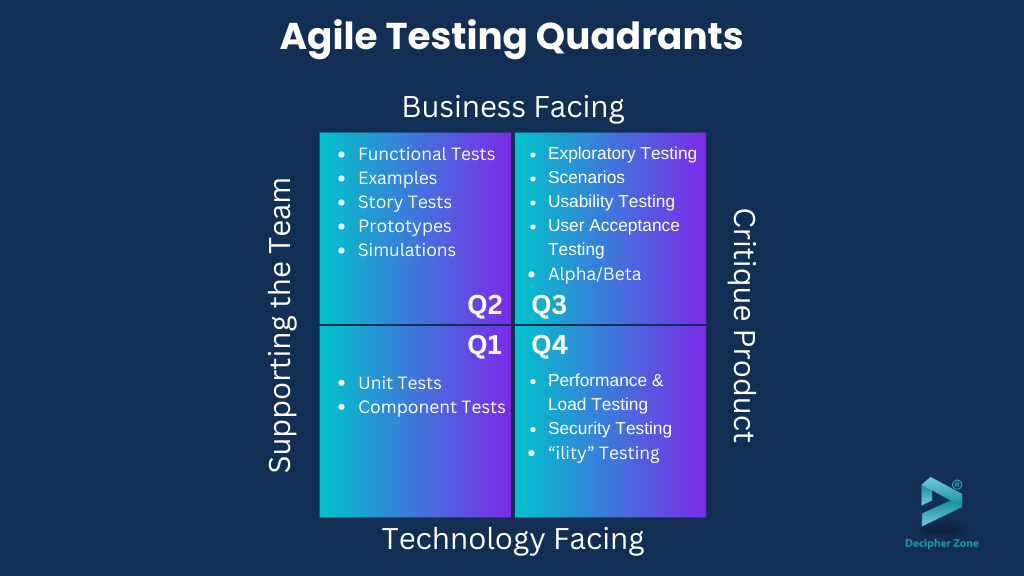 Agile Testing Quadrants
Business Facing
Supporting the Team
Functional Tests
Examples
Story Tests
Prototypes
Simulations
Q2
Exploratory Testing
Scenarios
Usability Testing
User Acceptance
Testing
Alpha/Beta
Q3
Critique Product
Q1
Unit Tests
Component Tests
Q4
Performance &
Load Testing
Security Testing
“ility” Testing
Technology Facing
®
Decipher Zone